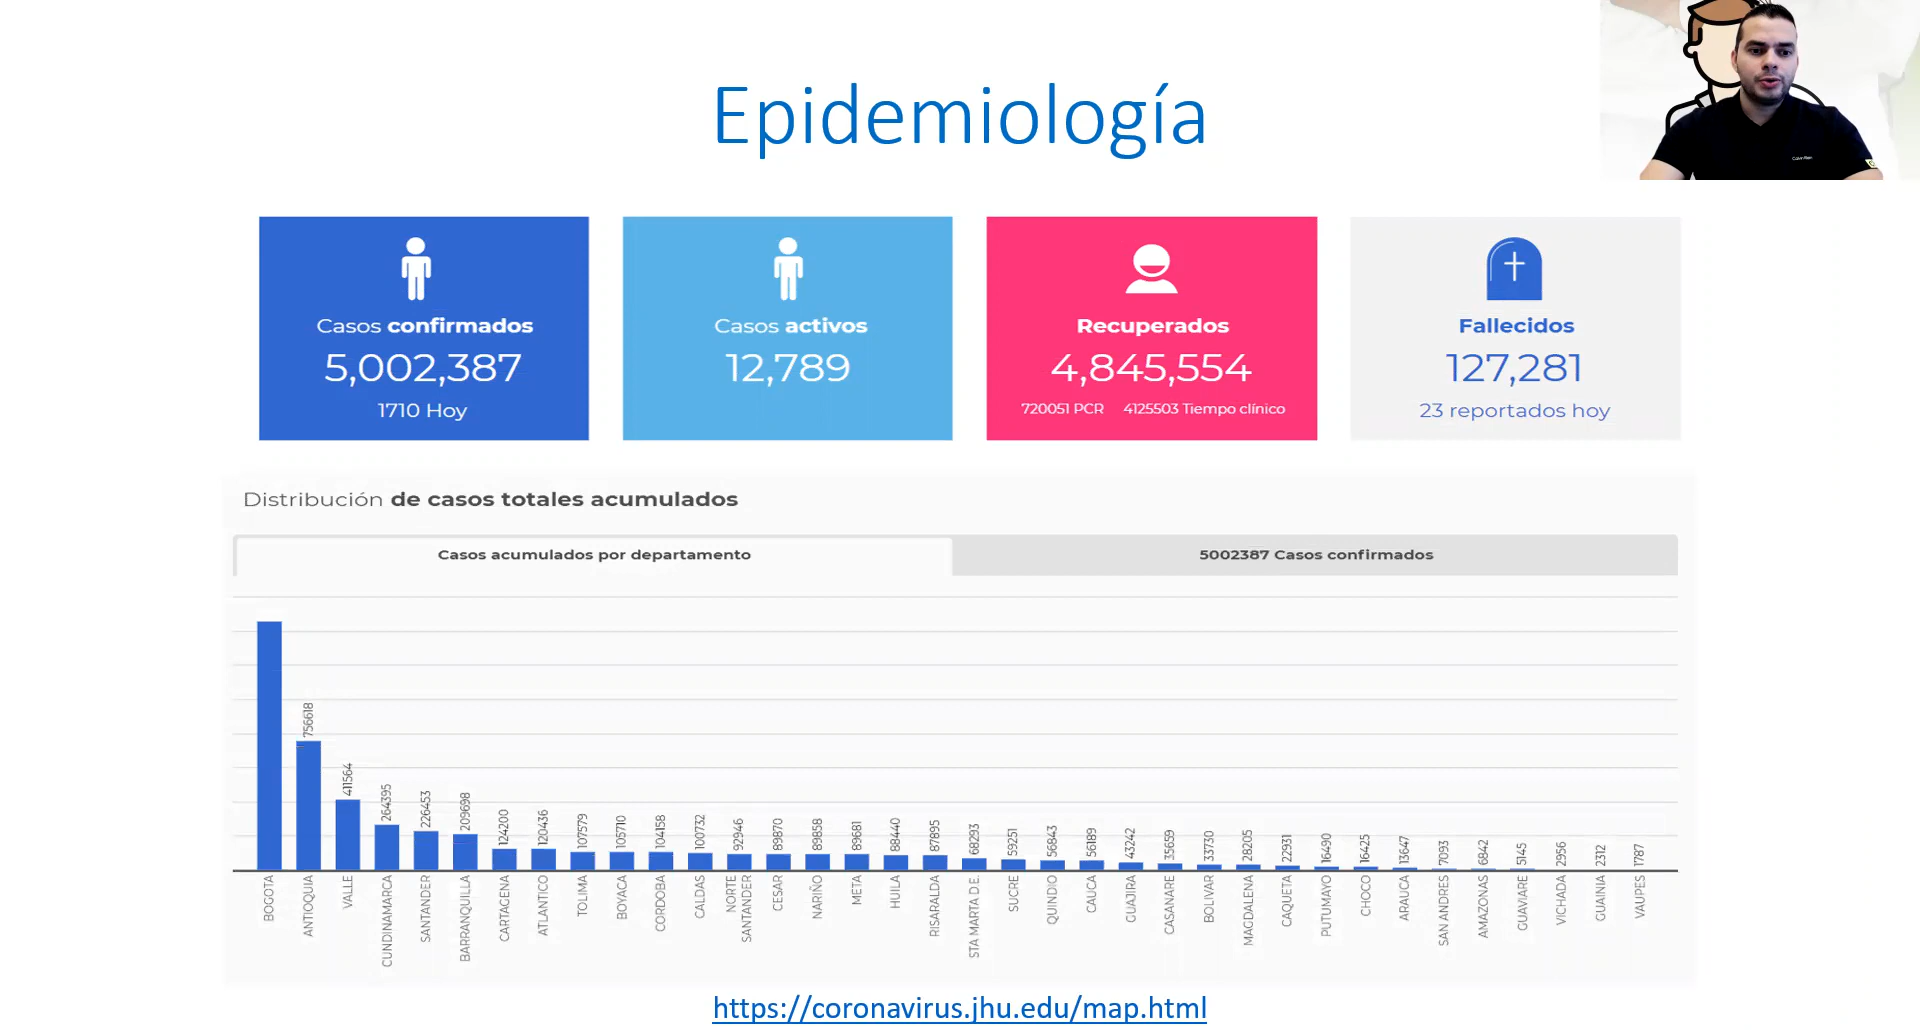 Epidemiología
Casos confirmados
5,002,387
1710 Hoy
Casos activos
12,789
Recuperados
4,845,554
720051 PCR 4125503 Tiempo clínico
Fallecidos
127,281
23 reportados hoy
Distribución de casos totales acumulados
Casos acumulados por departamento
5002387 Casos confirmados
756618
411564
264395
226453
209698
124200
120436
107579
105710
104158
100732
92946
89870
89858
89681
88440
87895
68293
59251
56843
56189
43242
35659
33730
28205
22931
16490
16425
13647
7093
6842
5145
2956
2312
1787
BOGOTA
ANTIOQUIA
VALLE
CUNDINAMARCA
SANTANDER
BARRANQUILLA
CARTAGENA
ATLANTICO
TOLIMA
BOYACA
CORDOBA
CALDAS
NORTE
SANTANDER
CESAR
NARIÑO
META
HUILA
RISARALDA
STA MARTA D.E.
SUCRE
QUINDIO
CAUCA
GUAJIRA
CASANARE
BOLIVAR
MAGDALENA
CAQUETA
PUTUMAYO
CHOCO
ARAUCA
SAN ANDRES
AMAZONAS
GUAVIARE
VICHADA
GUAINIA
VAUPES
https://coronavirus.jhu.edu/map.html